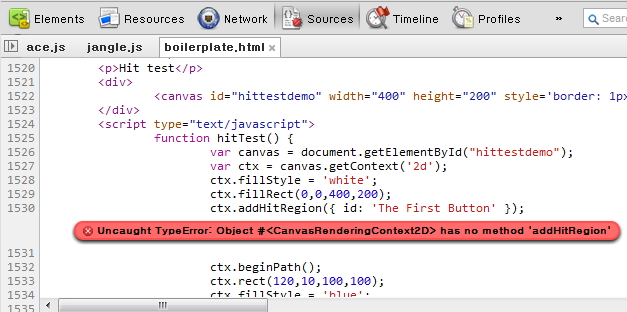 Elements Resources Network Sources Timeline Profiles » Sear
ace.js jangle.js boilerplate.html ×
1520 <p>Hit test</p>
1521 <div>
1522 <canvas id="hittestdemo" width="400" height="200" style='border: 1px
1523 </div>
1524 <script type="text/javascript">
1525 function hitTest() {
1526 var canvas = document.getElementById("hittestdemo");
1527 var ctx = canvas.getContext('2d');
1528 ctx.fillStyle = 'white';
1529 ctx.fillRect(0,0,400,200);
1530 ctx.addHitRegion({ id: 'The First Button' });
Uncaught TypeError: Object #<CanvasRenderingContext2D> has no method 'addHitRegion'
1531
1532 ctx.beginPath();
1533 ctx.rect(120,10,100,100);
1534 ctx.fillStyle = 'blue';
1535